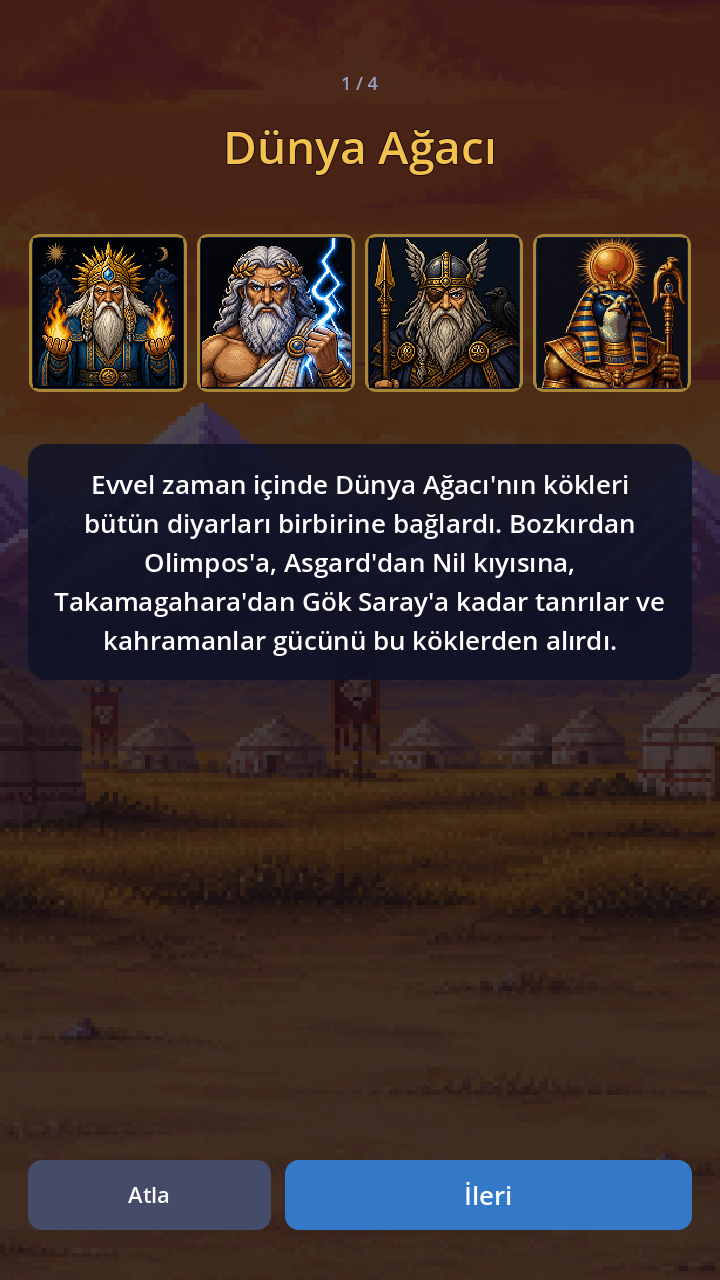 1 / 4
Dünya Ağacı
Evvel zaman içinde Dünya Ağacı'nın kökleri
bütün diyarları birbirine bağlardı. Bozkırdan
Olimpos'a, Asgard'dan Nil kıyısına,
Takamagahara'dan Gök Saray'a kadar tanrılar ve
kahramanlar gücünü bu köklerden alırdı.
Atla
İleri